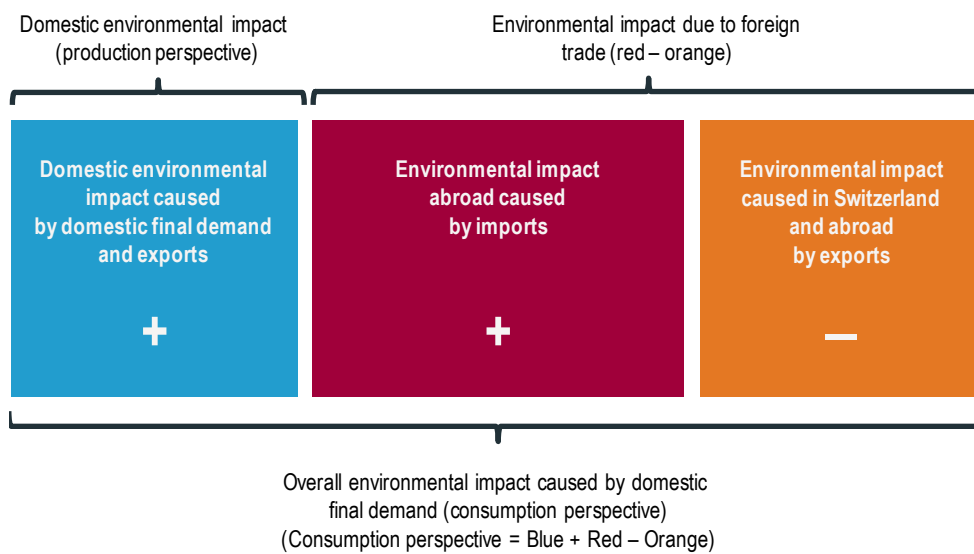 Domestic environmental impact
(production perspective)
Environmental impact due to foreign
trade (red – orange)
Domestic environmental
impact caused
by domestic final demand
and exports
+
Environmental impact
abroad caused
by imports
+
Environmental impact
caused in Switzerland
and abroad
by exports
–
Overall environmental impact caused by domestic
final demand (consumption perspective)
(Consumption perspective = Blue + Red – Orange)